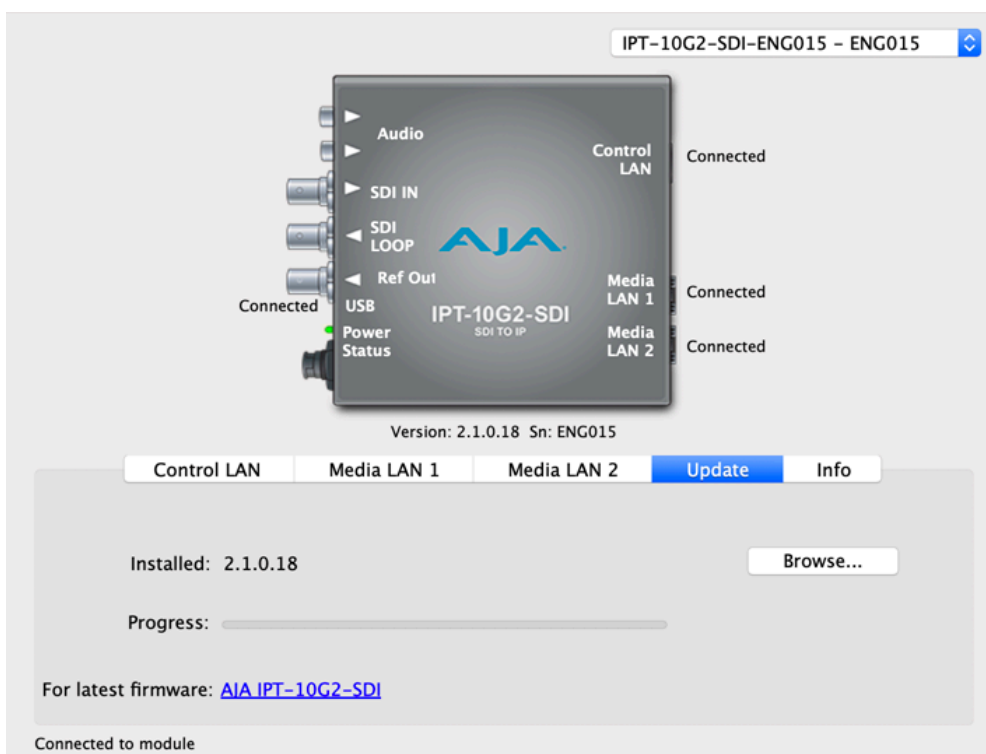 IPT-10G2-SDI-ENG015 - ENG015
Audio
Control
LAN
Connected
SDI IN
SDI
LOOP
AJA
Ref Out
Connected
USB
IPT-10G2-SDI
SDI TO IP
Media
LAN 1
Connected
Power
Status
Media
LAN 2
Connected
Version: 2.1.0.18 Sn: ENG015
Control LAN
Media LAN 1
Media LAN 2
Update
Info
Installed: 2.1.0.18
Browse...
Progress:
For latest firmware: AJA IPT-10G2-SDI
Connected to module